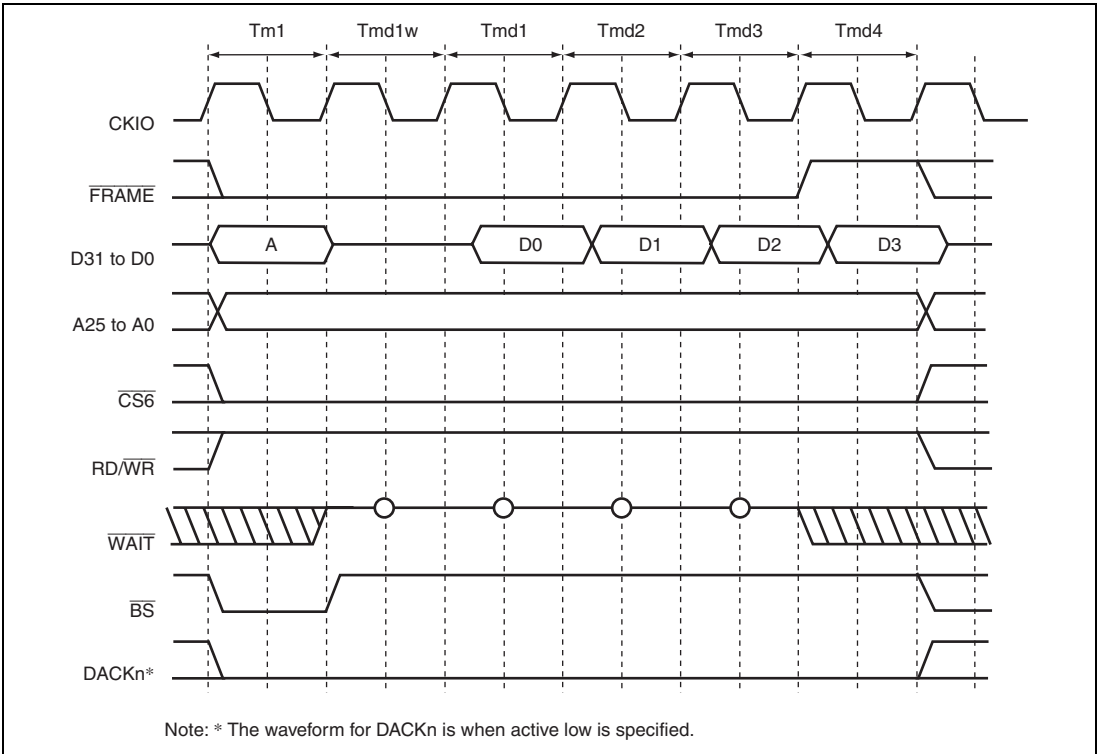 Tm1 Tmd1w Tmd1 Tmd2 Tmd3 Tmd4
CKIO
FRAME
D31 to D0
A D0 D1 D2 D3
A25 to A0
CS6
RD/WR
WAIT
BS
DACKn*
Note: * The waveform for DACKn is when active low is specified.